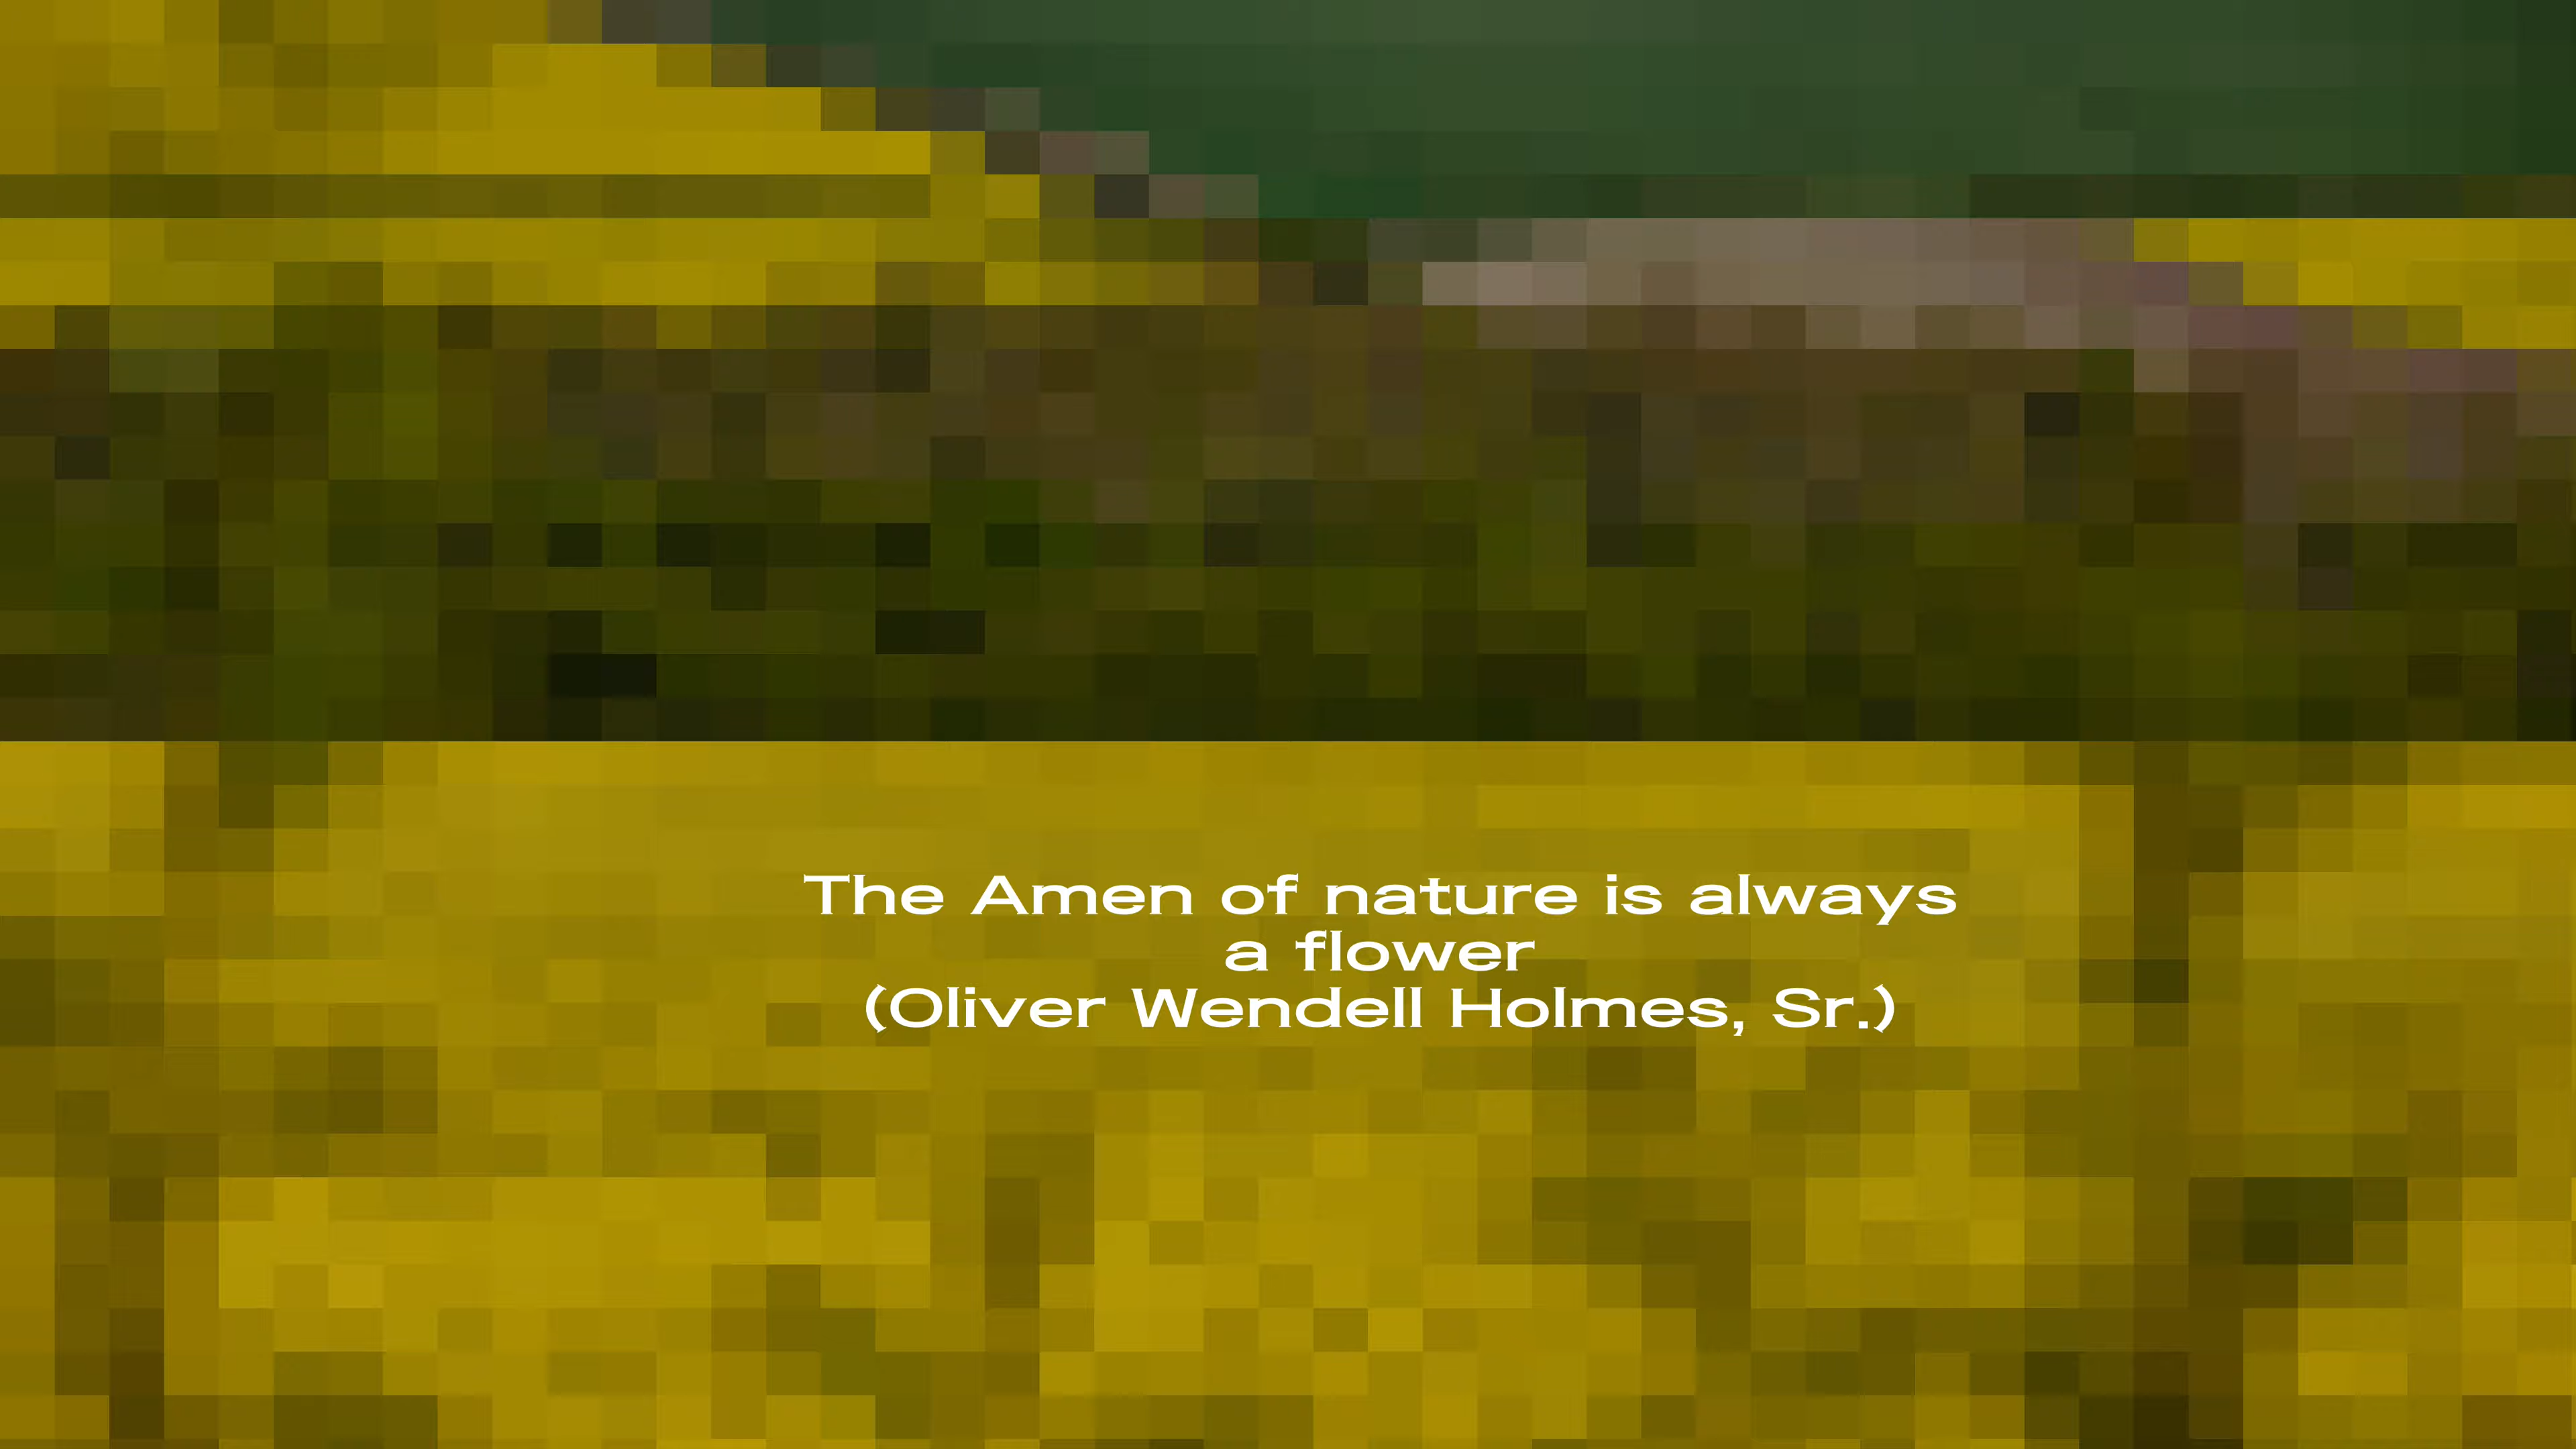 The Amen of nature is always
a flower
(Oliver Wendell Holmes, Sr.)